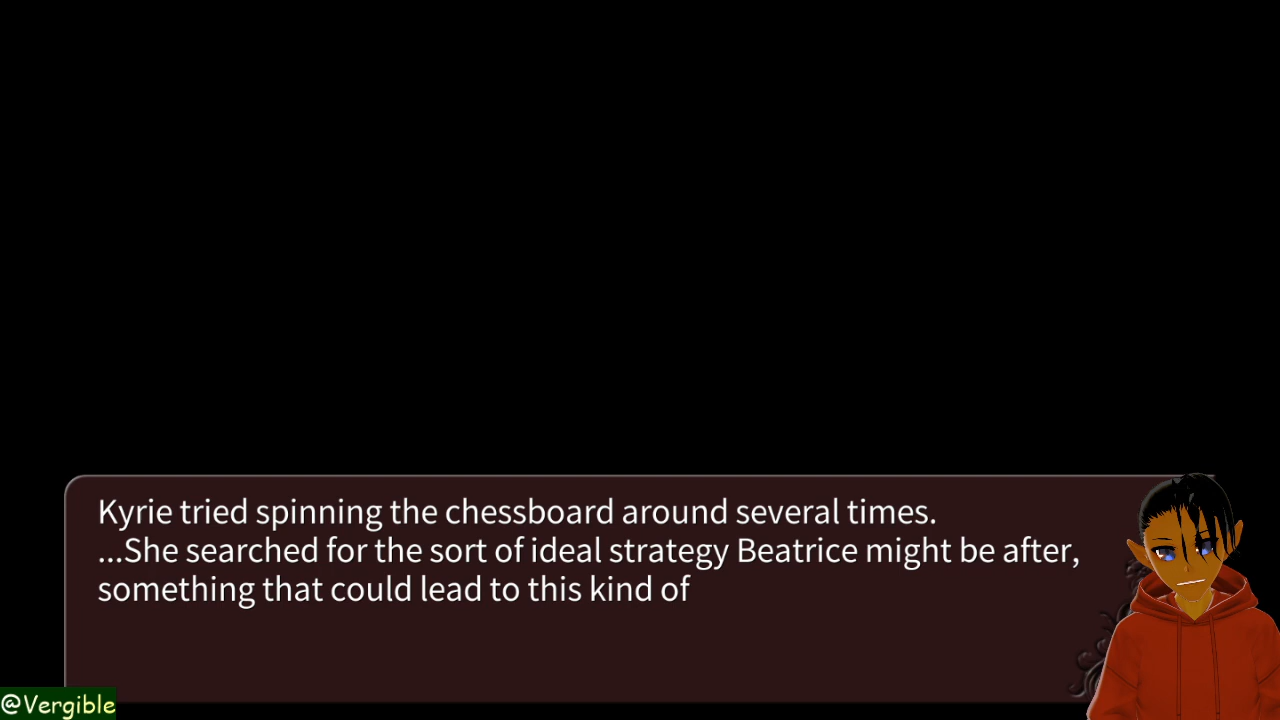 Kyrie tried spinning the chessboard around several times.
...She searched for the sort of ideal strategy Beatrice might be after,
something that could lead to this kind of
@Vergible